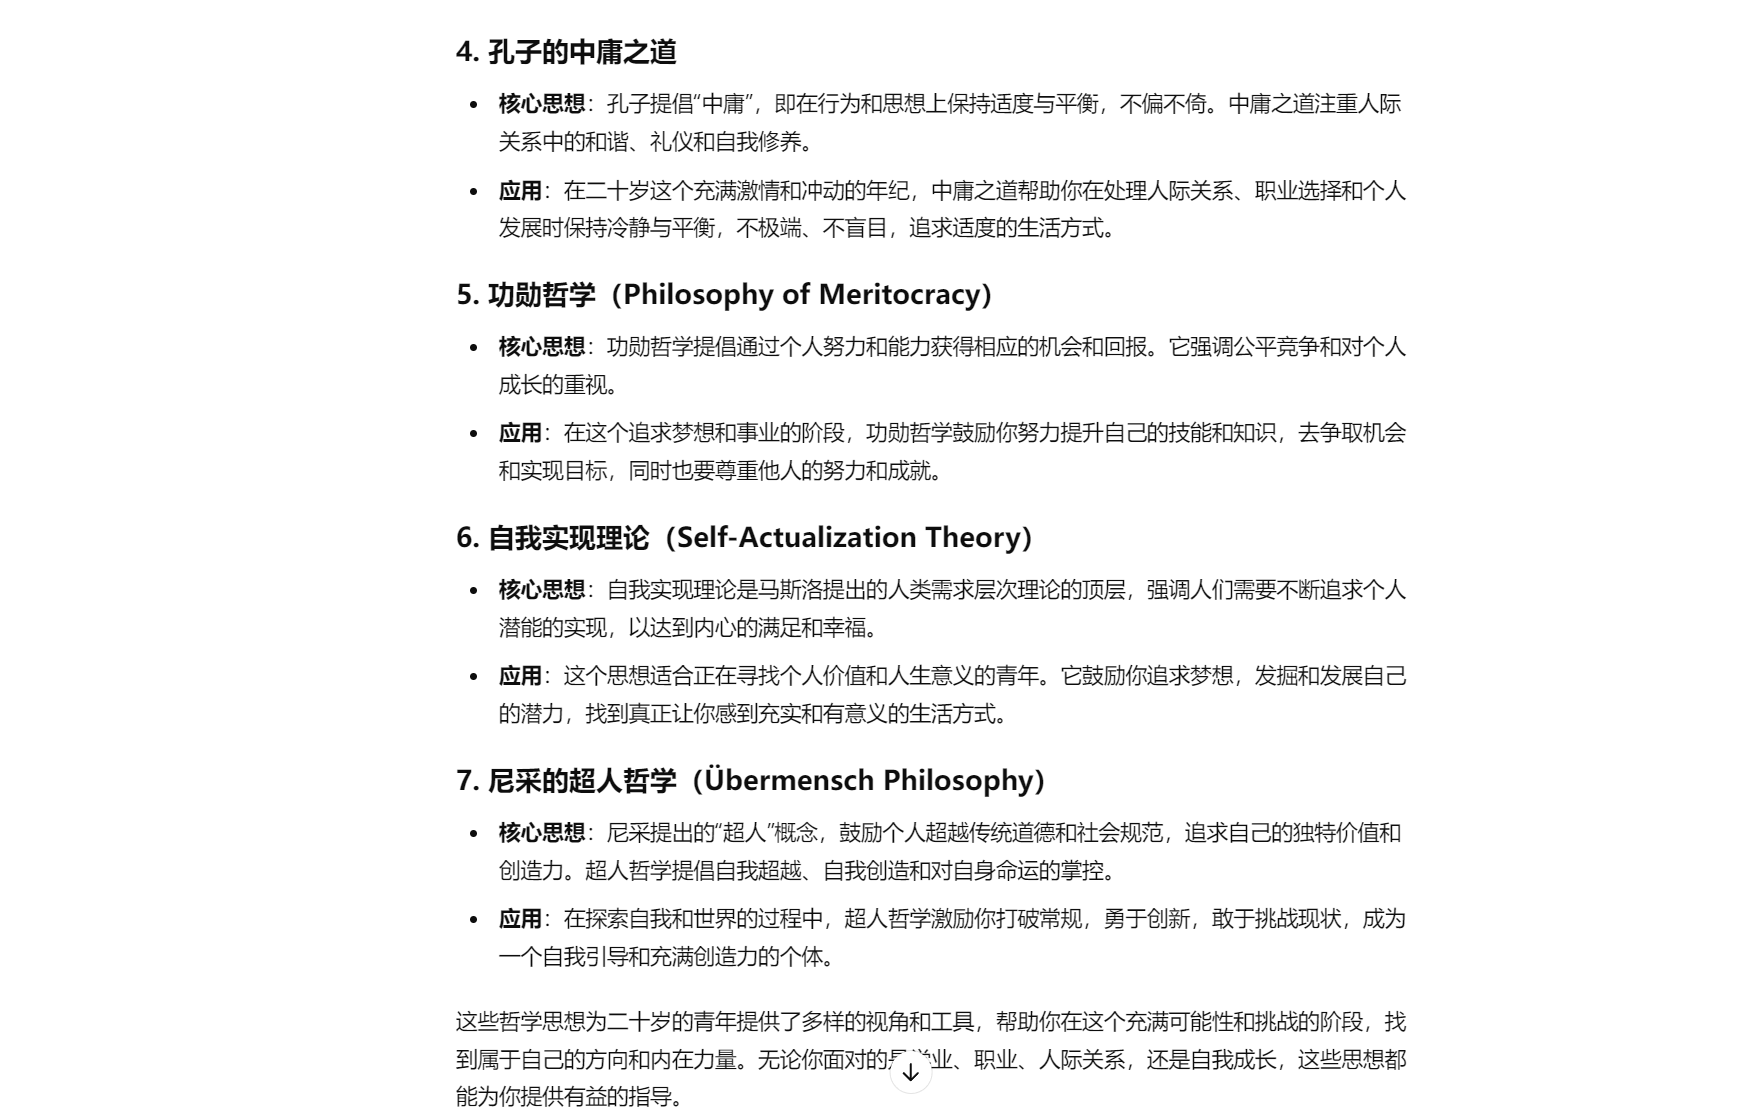 4. 孔子的中庸之道
核心思想：孔子提倡“中庸”，即在行为和思想上保持适度与平衡，不偏不倚。中庸之道注重人际
关系中的和谐、礼仪和自我修养。
应用：在二十岁这个充满激情和冲动的年纪，中庸之道帮助你在处理人际关系、职业选择和个人
发展时保持冷静与平衡，不极端、不盲目，追求适度的生活方式。
5. 功勋哲学（Philosophy of Meritocracy）
核心思想：功勋哲学提倡通过个人努力和能力获得相应的机会和回报。它强调公平竞争和对个人
成长的重视。
应用：在这个追求梦想和事业的阶段，功勋哲学鼓励你努力提升自己的技能和知识，去争取机会
和实现目标，同时也要尊重他人的努力和成就。
6. 自我实现理论（Self-Actualization Theory）
核心思想：自我实现理论是马斯洛提出的人类需求层次理论的顶层，强调人们需要不断追求个人
潜能的实现，以达到内心的满足和幸福。
应用：这个思想适合正在寻找个人价值和人生意义的青年。它鼓励你追求梦想，发掘和发展自己
的潜力，找到真正让你感到充实和有意义的生活方式。
7. 尼采的超人哲学（Übermensch Philosophy）
核心思想：尼采提出的“超人”概念，鼓励个人超越传统道德和社会规范，追求自己的独特价值和
创造力。超人哲学提倡自我超越、自我创造和对自身命运的掌控。
应用：在探索自我和世界的过程中，超人哲学激励你打破常规，勇于创新，敢于挑战现状，成为
一个自我引导和充满创造力的个体。
这些哲学思想为二十岁的青年提供了多样的视角和工具，帮助你在这个充满可能性和挑战的阶段，找
到属于自己的方向和内在力量。无论你面对的是学业、职业、人际关系，还是自我成长，这些思想都
能为你提供有益的指导。